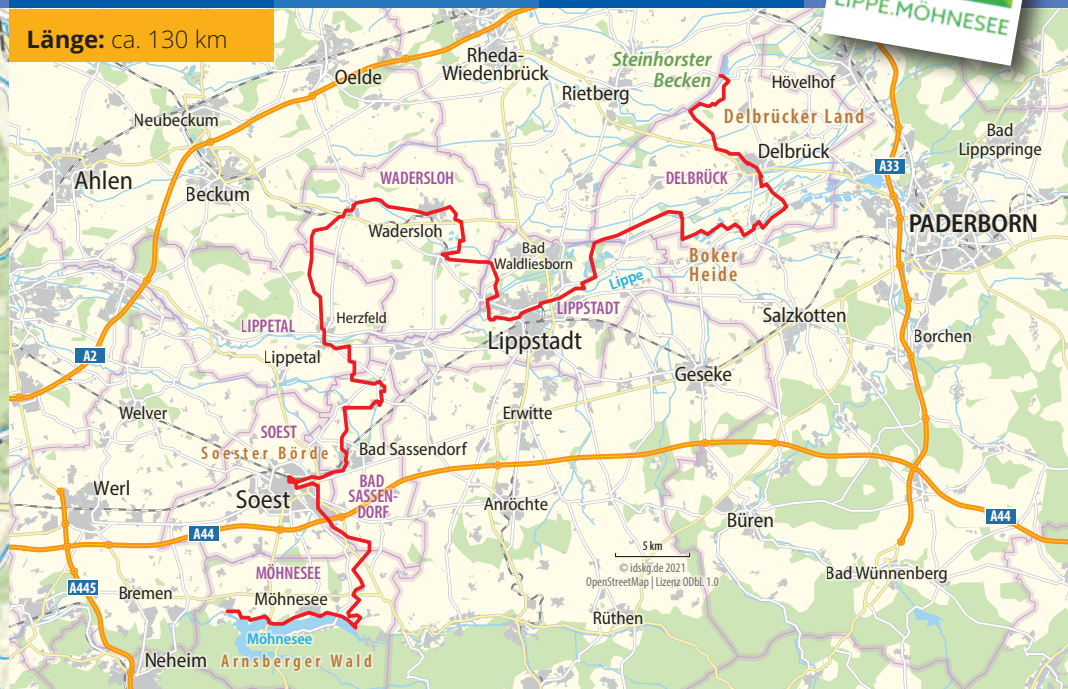 LIPPE.MÖHNESEE
Länge: ca. 130 km
Rheda-
Wiedenbrück
Steinhorster
Becken
Oelde
Rietberg
Hövelhof
Neubeckum
Delbrücker Land
Bad
Lippspringe
Delbrück
A33
Ahlen
WADERSLOH
DELBRÜCK
Beckum
PADERBORN
Wadersloh
Bad
Waldliesborn
Boker
Heide
Lippe
LIPPSTADT
Herzfeld
LIPPETAL
Salzkotten
Lippstadt
Borchen
A2
Lippetal
Geseke
Welver
Erwitte
SOEST
Soester Börde
Bad Sassendorf
BAD
SASSEN-
DORF
Werl
Soest
Anröchte
Büren
A44
A44
5 km
© idskg.de 2021
OpenStreetMap | Lizenz ODbL 1.0
MÖHNESEE
Bad Wünnenberg
A445
Bremen
Möhnesee
Rüthen
Möhnesee
Neheim
Arnsberger Wald